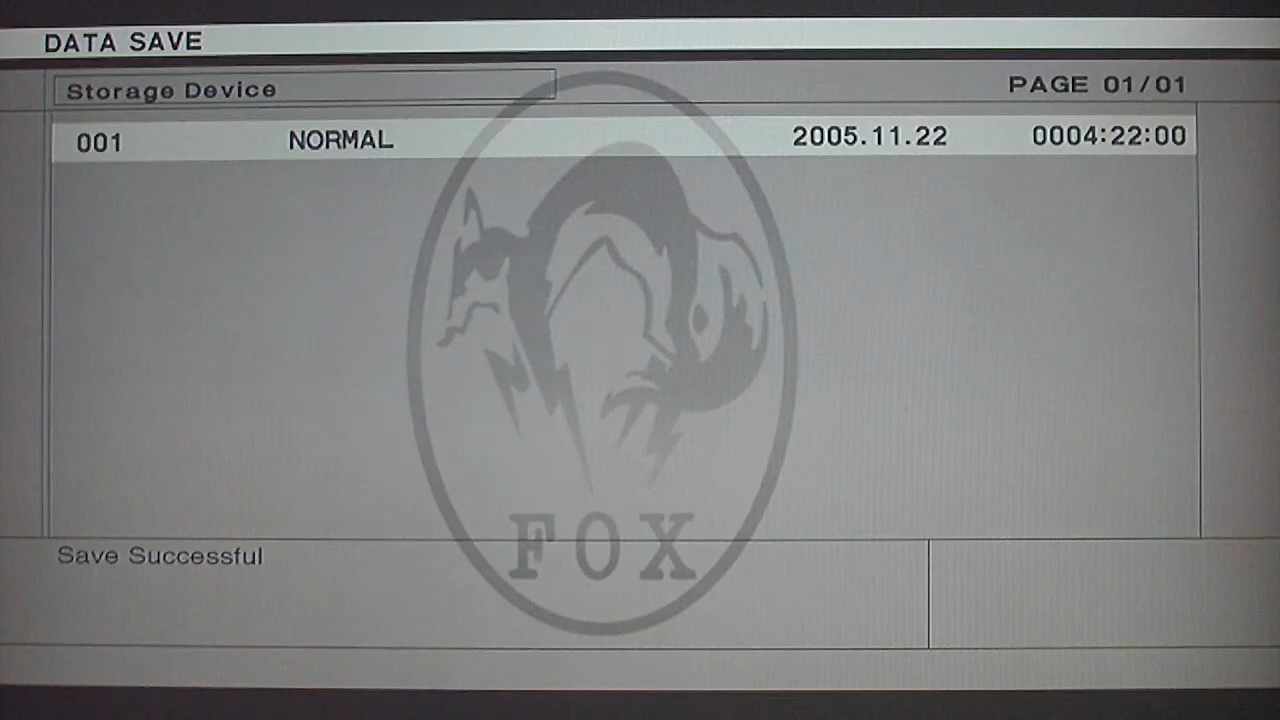 DATA SAVE
Storage Device PAGE 01/01
001 NORMAL 2005.11.22 0004:22:00
FOX
Save Successful